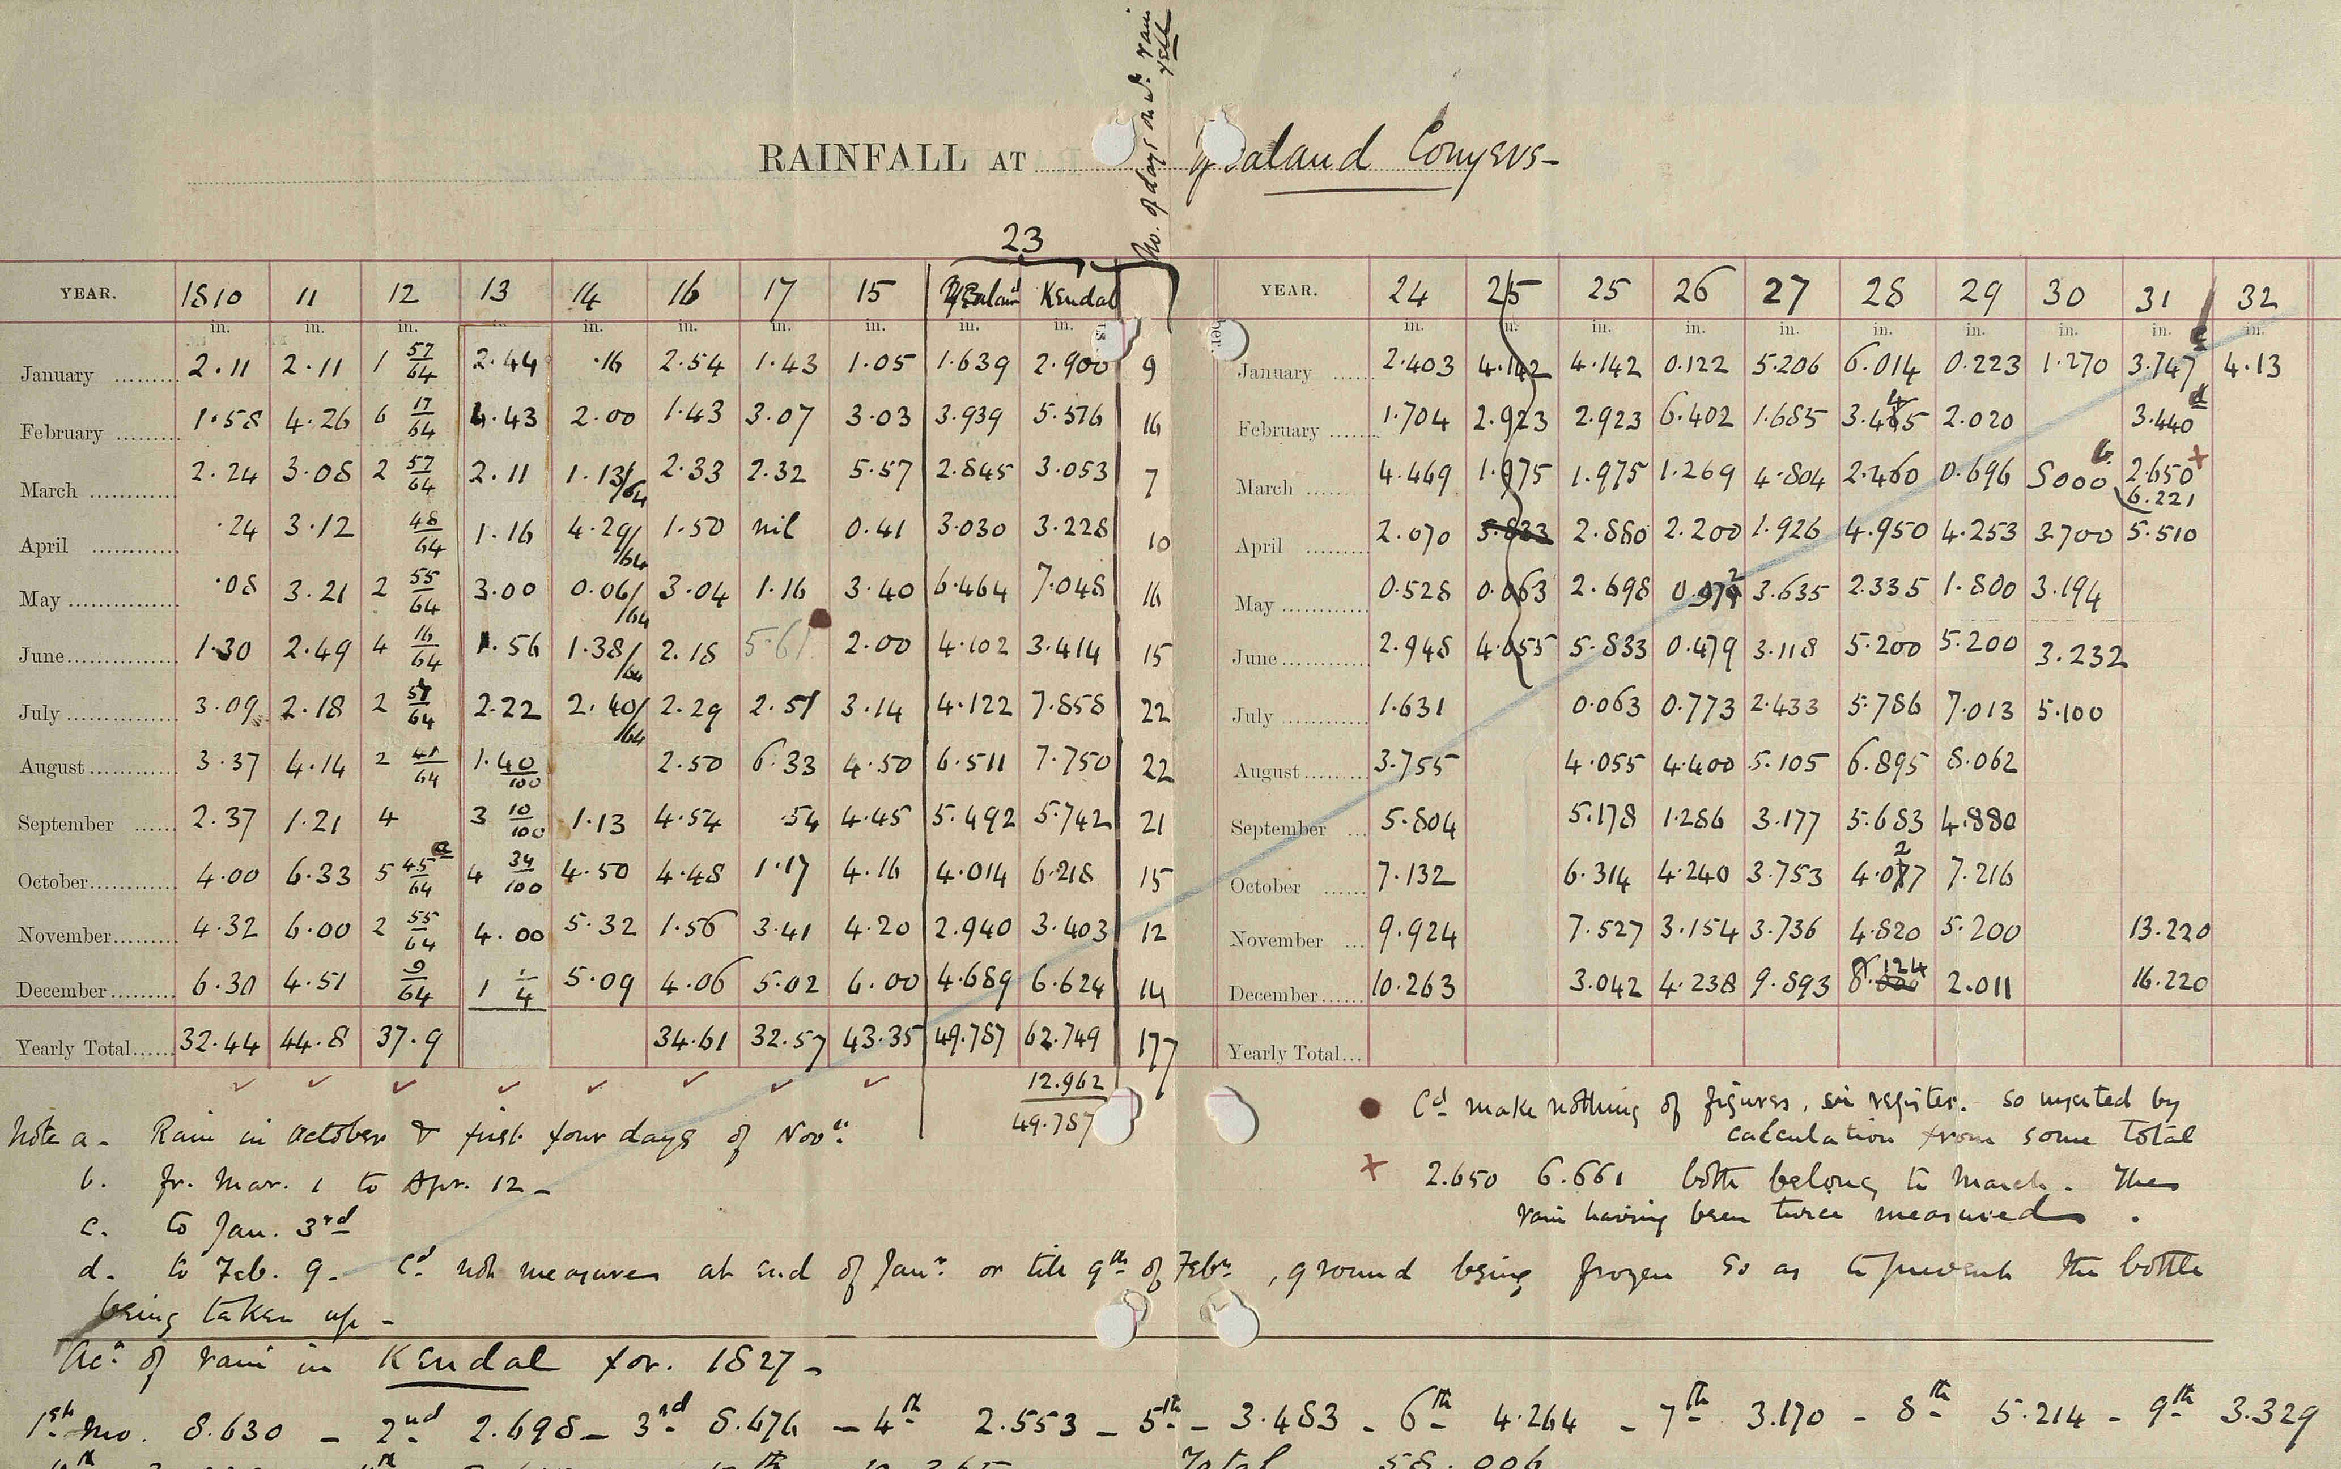 No. of days on wh. rain fell
RAINFALL AT Yealand Conyers-
23
YEAR. 1810 11 12 13 14 16 17 15 Yealand Kendal YEAR. 24 25 25 26 27 28 29 30 31 32
in. in. in. in. in. in. in. in. in. in. in. in. in. in. in. in. in. in. in.
January 2.11 2.11 1 57/64 2.44 .16 2.54 1.43 1.05 1.639 2.900 9 January 2.403 4.142 4.142 0.122 5.206 6.014 0.223 1.270 3.747 c 4.13
February 1.58 4.26 6 17/64 4.43 2.00 1.43 3.07 3.03 3.939 5.576 16 February 1.704 2.923 2.923 6.402 1.685 2.020 3.440 d
March 2.24 3.08 2 57/64 2.11 1.13/64 2.33 2.32 5.57 2.845 3.053 7 March 4.469 1.975 1.975 1.269 4.804 2.460 0.696 5000 b 2.650 x
6.221
April .24 3.12 48/64 1.16 4.29/64 1.50 nil 0.41 3.030 3.228 10 April 2.070 5.833 2.880 2.200 1.926 4.950 4.253 3.700 5.510
May .08 3.21 2 55/64 3.00 0.06/64 3.04 1.16 3.40 6.464 7.048 16 May 0.528 0.063 2.698 3.635 2.335 1.800 3.194
June 1.30 2.49 4 16/64 1.56 1.38/64 2.18 5.61 2.00 4.102 3.414 15 June 2.948 4.055 5.833 0.479 3.118 5.200 5.200 3.232
July 3.09 2.18 2 57/64 2.22 2.40/64 2.29 2.51 3.14 4.122 7.858 22 July 1.631 0.063 0.773 2.433 5.786 7.013 5.100
August 3.37 4.14 2 41/64 1.40/100 2.50 6.33 4.50 6.511 7.750 22 August 3.755 4.055 4.400 5.105 6.895 8.062
September 2.37 1.21 4 3 10/100 1.13 4.54 .54 4.45 5.492 5.742 21 September 5.804 5.178 1.286 3.177 5.683 4.880
October 4.00 6.33 5 45/64 a 4 34/100 4.50 4.48 1.17 4.16 4.014 6.218 15 October 7.132 6.314 4.240 3.753 4.027 7.216
November 4.32 6.00 2 55/64 4.00 5.32 1.56 3.41 4.20 2.940 3.403 12 November 9.924 7.527 3.154 3.736 4.820 5.200 13.220
December 6.30 4.51 9/64 1 1/4 5.09 4.06 5.02 6.00 4.689 6.624 14 December 10.263 3.042 4.238 9.893 8.124 2.011 16.220
Yearly Total 32.44 44.8 37.9 34.61 32.57 43.35 49.787 62.749 177 Yearly Total
12.962
49.787
Note a- Rain in October & first four days of Novr.
b. fr. Mar. 1 to Apr. 12-
c. to Jan. 3rd
● Cd make nothing of figures, in register. so inserted by
calculation from some total
x 2.650 6.661 both belong to March. The
rain having been twice measured.
d. to Feb. 9- Cd not measure at end of Jany. or till 9th of Feby, ground being frozen so as to prevent the bottle
being taken up-
Acc. of rain in Kendal for. 1827-
1st Mo. 8.630 - 2nd 2.698 - 3rd 8.476 - 4th 2.553 - 5th - 3.483 - 6th 4.264 - 7th 3.170 - 8th 5.214 - 9th 3.329
Total 58.006